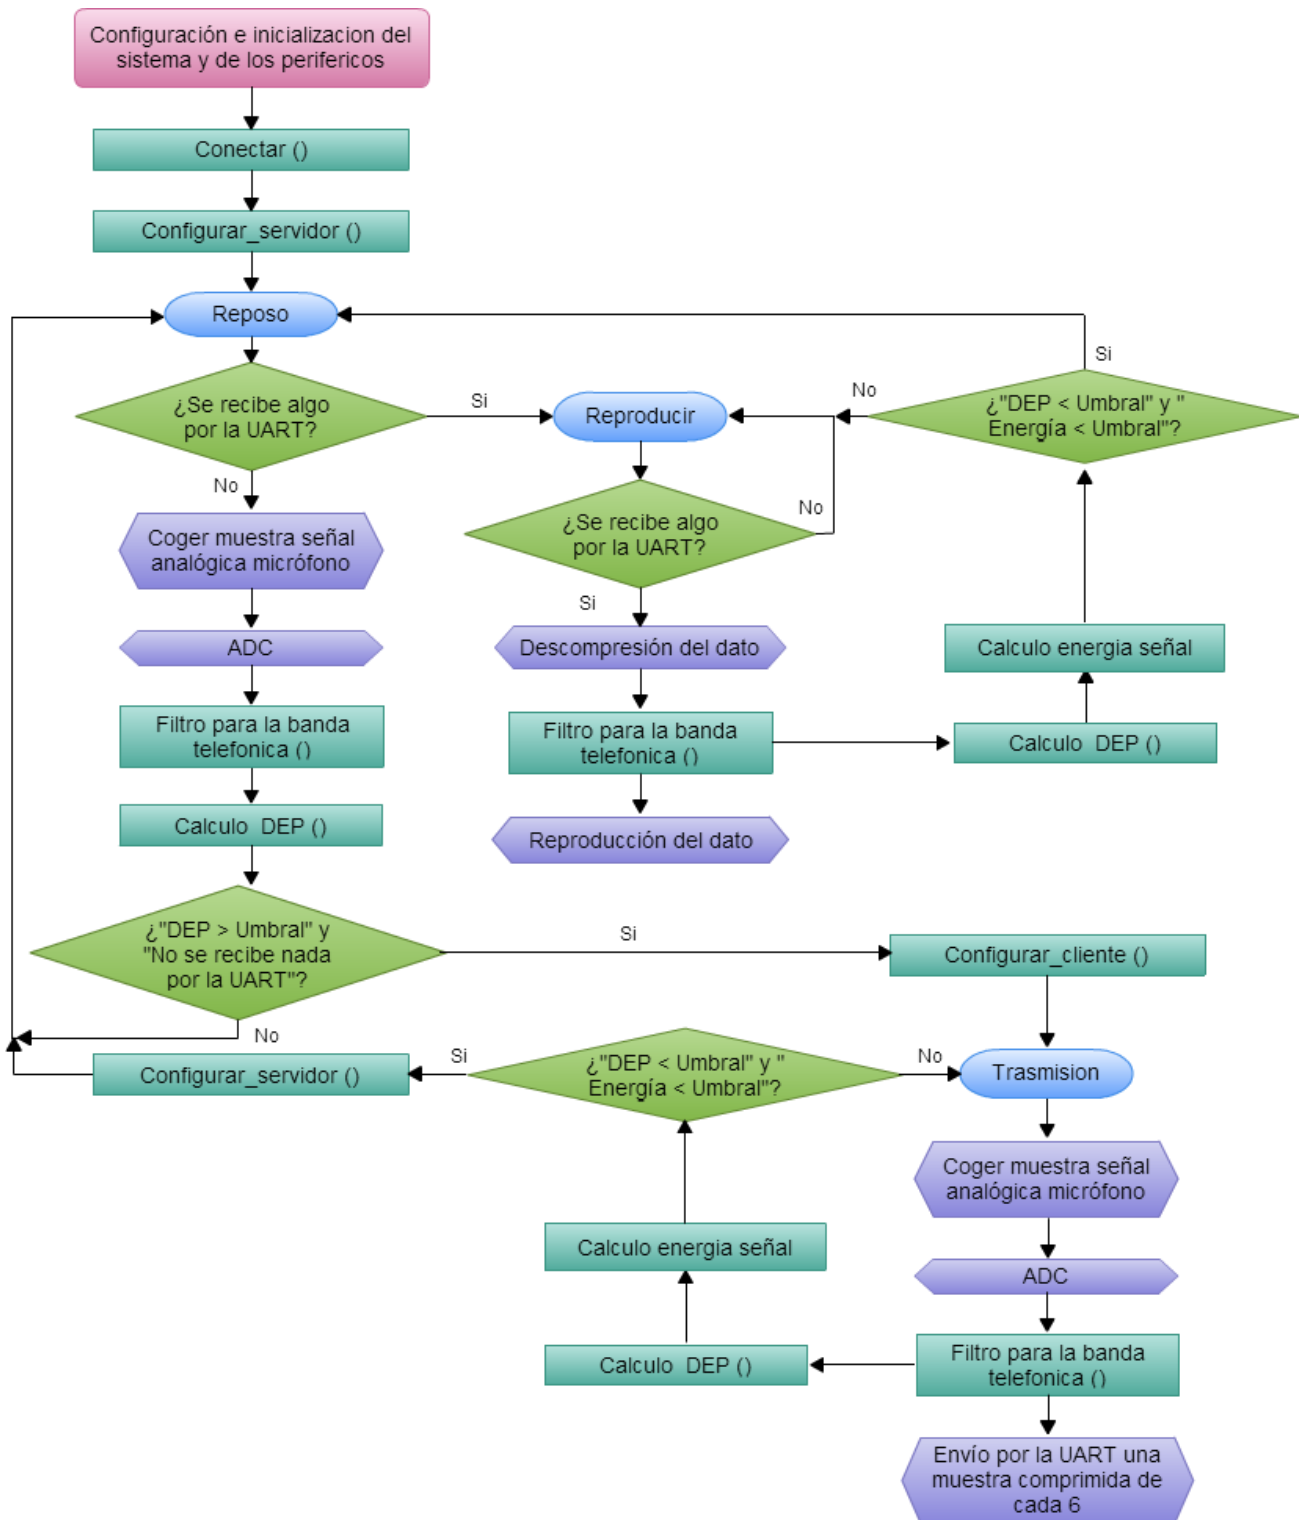 Configuración e inicializacion del
sistema y de los perifericos
Conectar ()
Configurar_servidor ()
Reposo
¿Se recibe algo
por la UART?
Si
No
Reproducir
No
¿"DEP < Umbral" y "
Energía < Umbral"?
Si
¿Se recibe algo
por la UART?
No
Si
Coger muestra señal
analógica micrófono
ADC
Filtro para la banda
telefonica ()
Calculo DEP ()
Descompresión del dato
Filtro para la banda
telefonica ()
Reproducción del dato
Calculo energia señal
Calculo DEP ()
¿"DEP > Umbral" y
"No se recibe nada
por la UART"?
Si
No
Configurar_cliente ()
Configurar_servidor ()
Si
¿"DEP < Umbral" y "
Energía < Umbral"?
No
Trasmision
Coger muestra señal
analógica micrófono
ADC
Calculo energia señal
Calculo DEP ()
Filtro para la banda
telefonica ()
Envío por la UART una
muestra comprimida de
cada 6